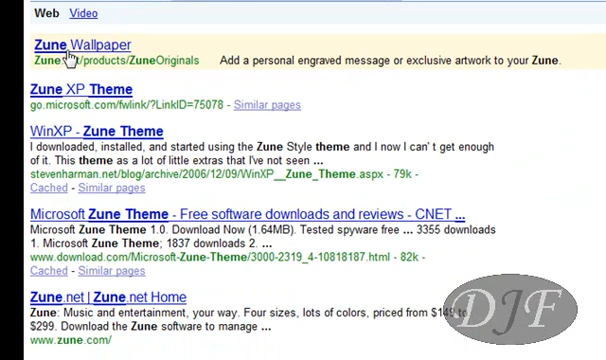 Web Video
Zune Wallpaper
Zune.net/products/ZuneOriginals Add a personal engraved message or exclusive artwork to your Zune.
Zune XP Theme
go.microsoft.com/fwlink/?LinkID=75078 - Similar pages
WinXP - Zune Theme
I downloaded, installed, and started using the Zune Style theme and I now I can't get enough
of it. This theme as a lot of little extras that I've not seen ...
stevenharman.net/blog/archive/2006/12/09/WinXP__Zune_Theme.aspx - 79k -
Cached - Similar pages
Microsoft Zune Theme - Free software downloads and reviews - CNET ...
Microsoft Zune Theme 1.0. Download Now (1.64MB). Tested spyware free ... 3355 downloads
1. Microsoft Zune Theme; 1837 downloads 2. ...
www.download.com/Microsoft-Zune-Theme/3000-2319_4-10818187.html - 82k -
Cached - Similar pages
Zune.net | Zune.net Home
Zune: Music and entertainment, your way. Four sizes, lots of colors, priced from $149 to
$299. Download the Zune software to manage ...
www.zune.com/
DJF